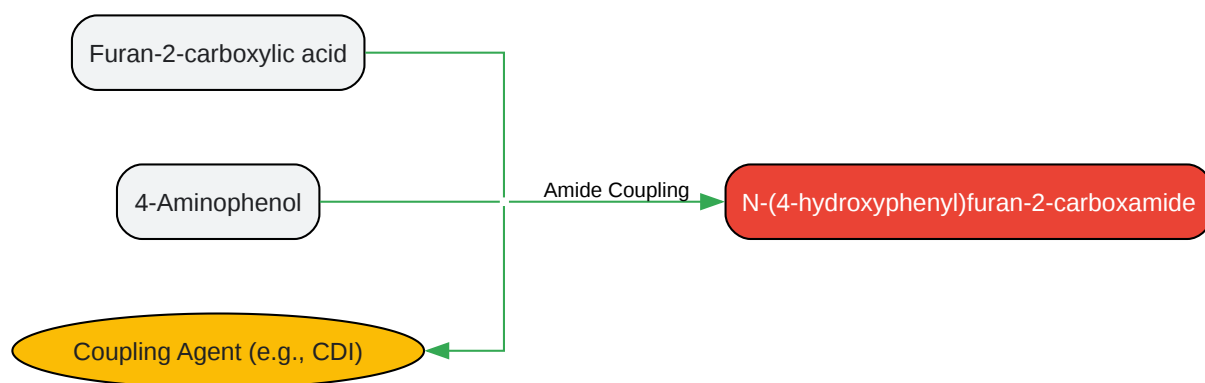 Furan-2-carboxylic acid
4-Aminophenol
Amide Coupling
N-(4-hydroxyphenyl)furan-2-carboxamide
Coupling Agent (e.g., CDI)